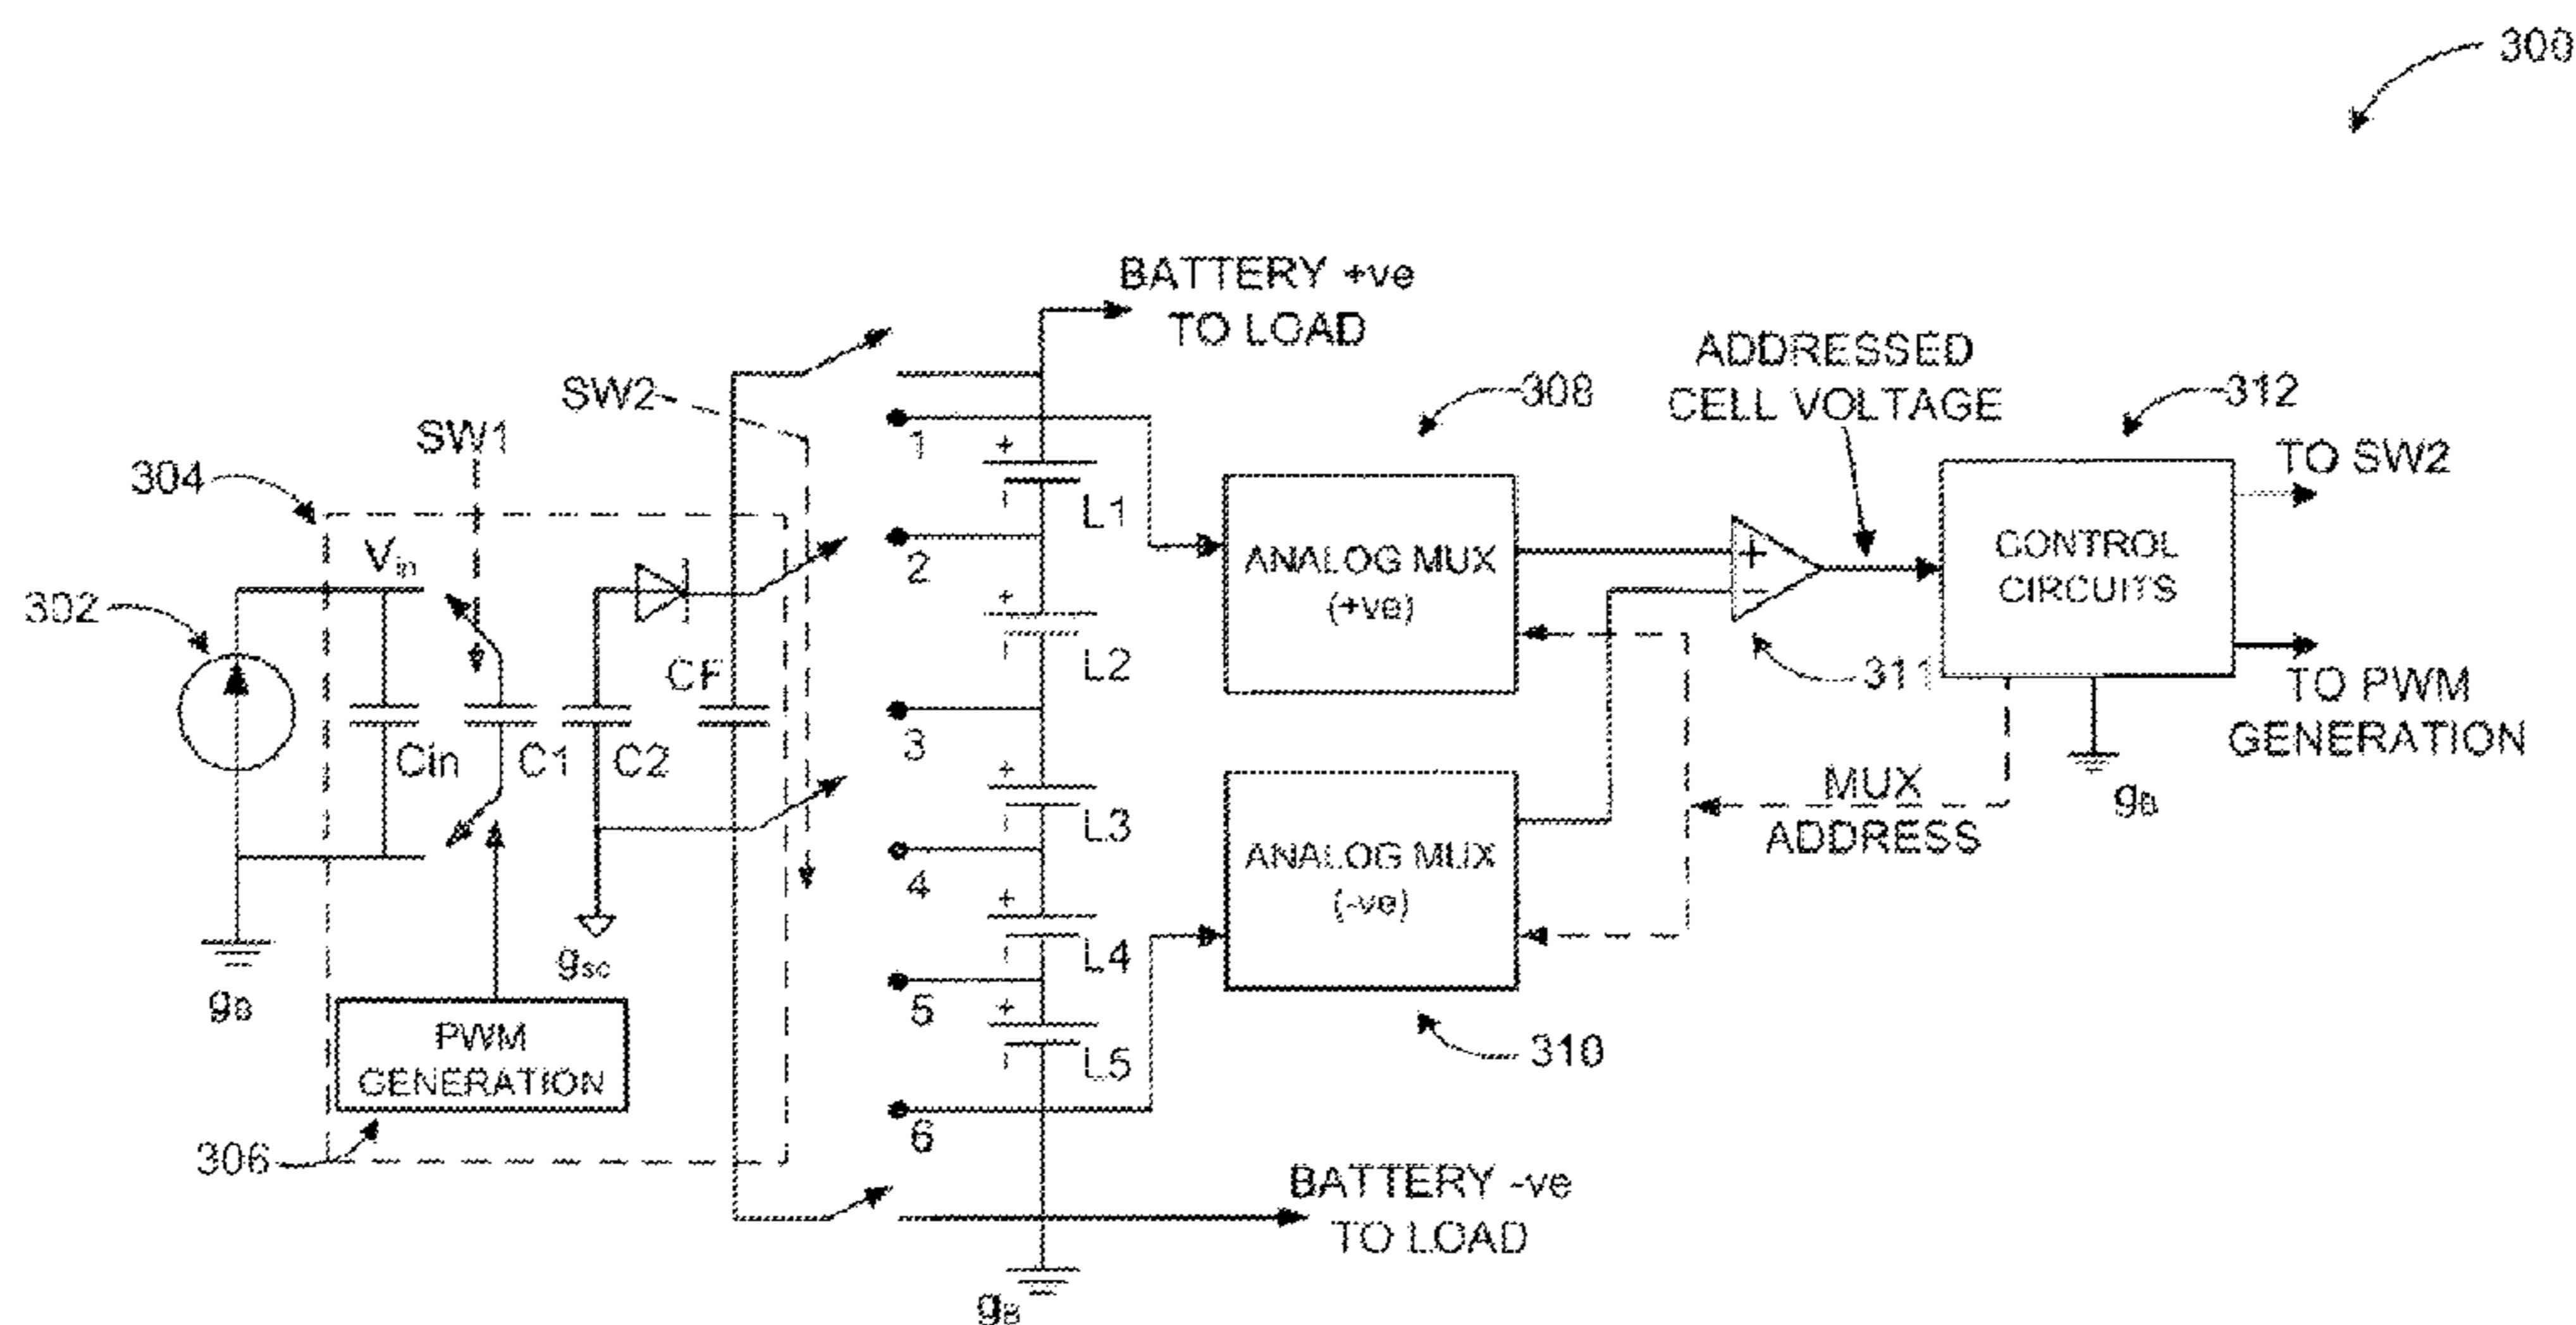 300
BATTERY +ve
TO LOAD
ADDRESSED
CELL VOLTAGE
308
312
SW2
SW1
TO SW2
304
Vin
1
+
-
L1
2
ANALOG MUX
(+ve)
+
-
CONTROL
CIRCUITS
302
+
-
L2
CF
311
TO PWM
GENERATION
Cin
C1
C2
3
+
-
L3
MUX
ADDRESS
gB
4
ANALOG MUX
(-ve)
+
-
L4
gsc
gB
5
+
-
L5
PWM
GENERATION
310
6
306
BATTERY -ve
TO LOAD
gB